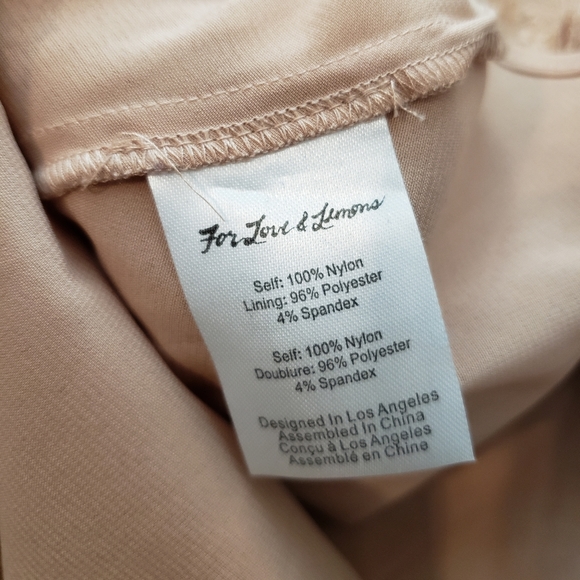 For Love & Lemons
Self: 100% Nylon
Lining: 96% Polyester
4% Spandex
Self: 100% Nylon
Doublure: 96% Polyester
4% Spandex
Designed In Los Angeles
Assembled In China
Conçu à Los Angeles
Assemblé en Chine